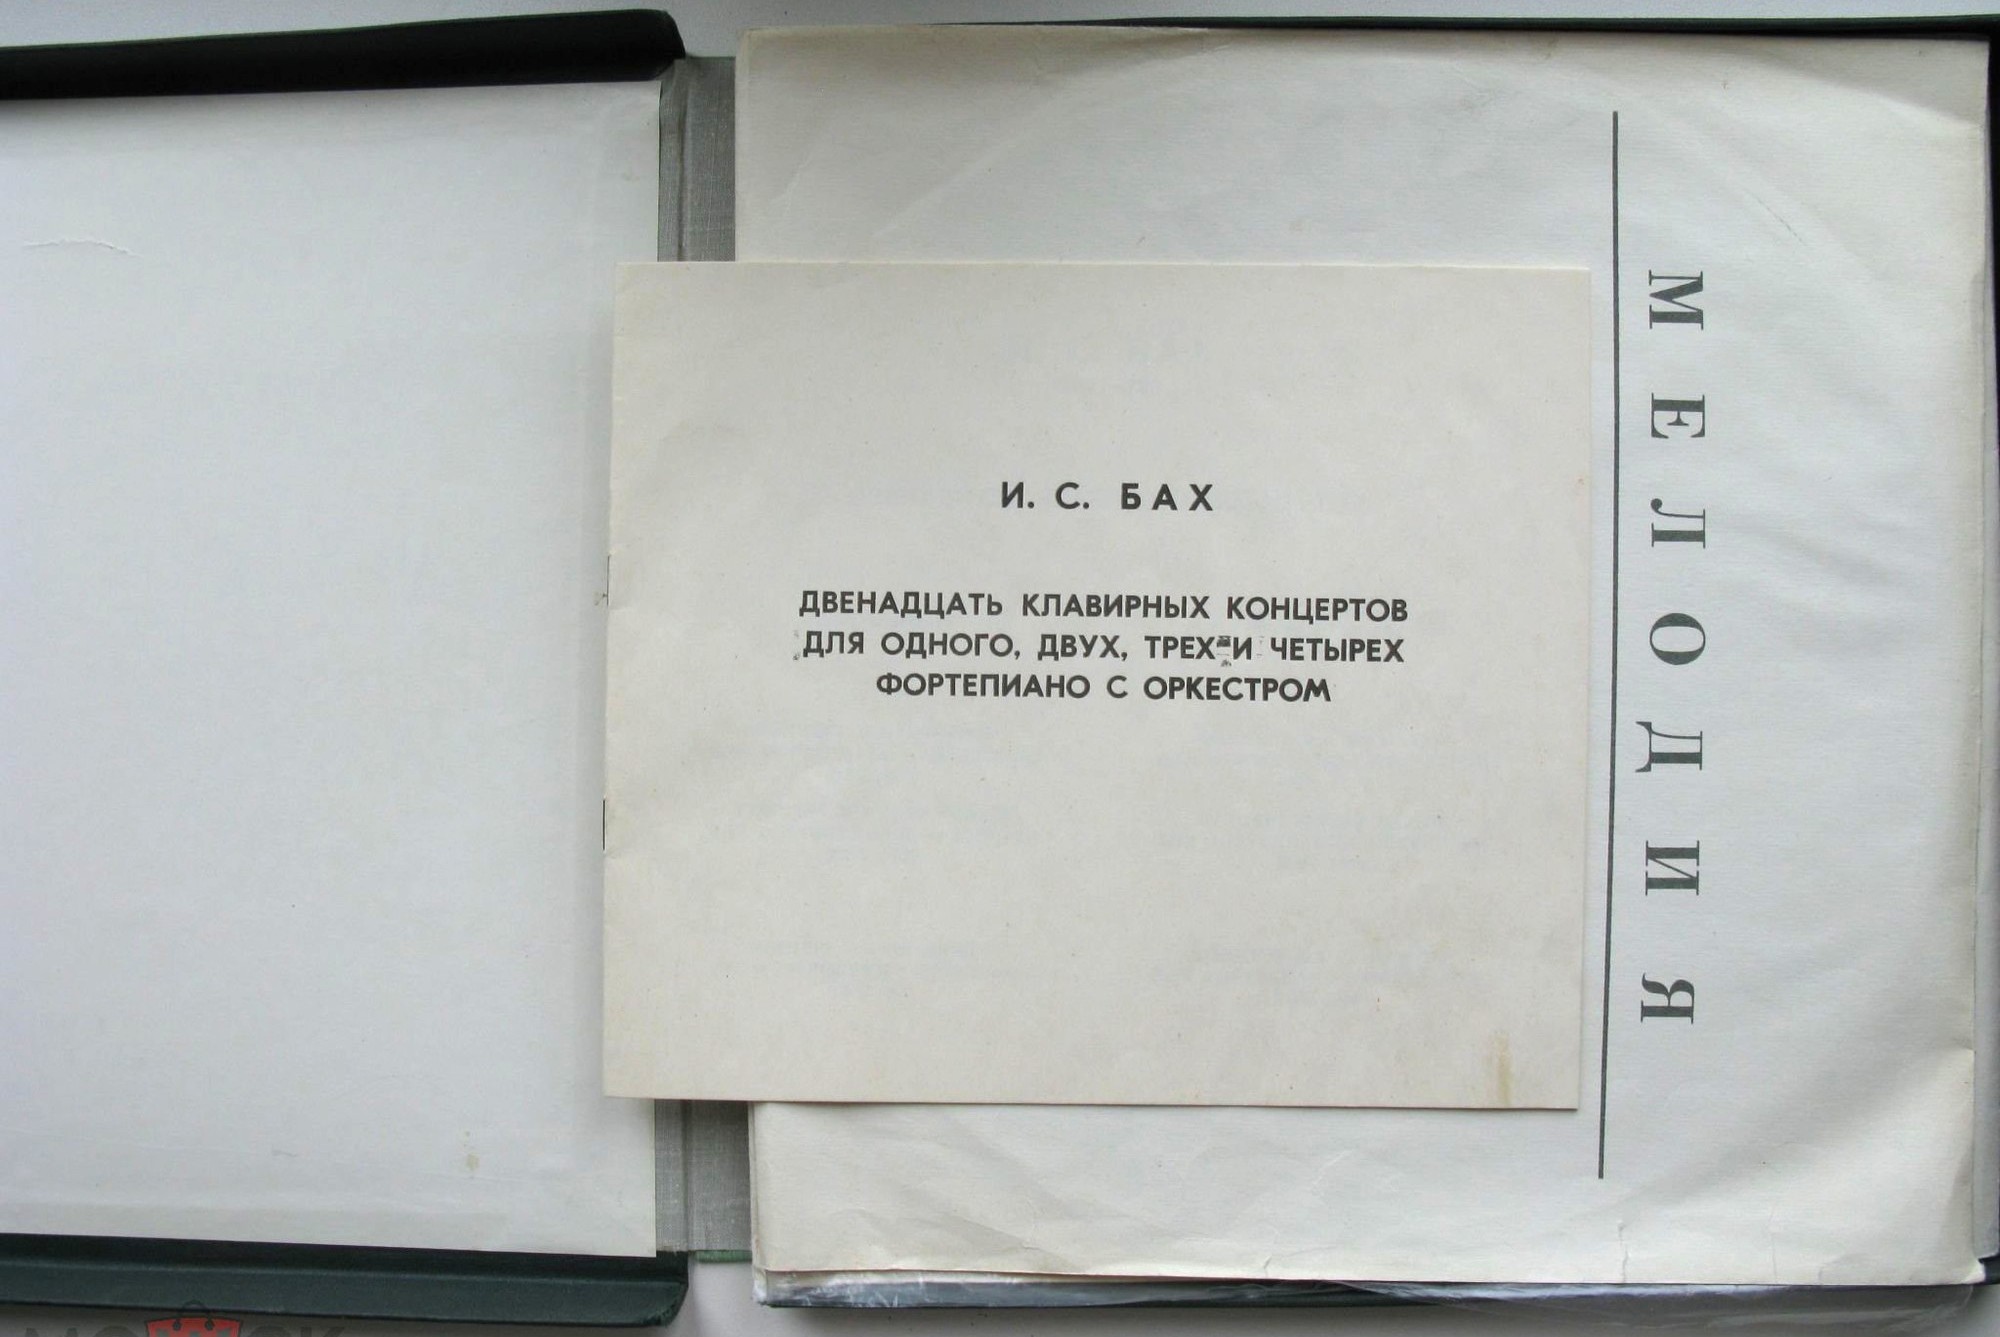 И. С. БАХ
ДВЕНАДЦАТЬ КЛАВИРНЫХ КОНЦЕРТОВ
ДЛЯ ОДНОГО, ДВУХ, ТРЕХ И ЧЕТЫРЕХ
ФОРТЕПИАНО С ОРКЕСТРОМ
МЕЛОДИЯ